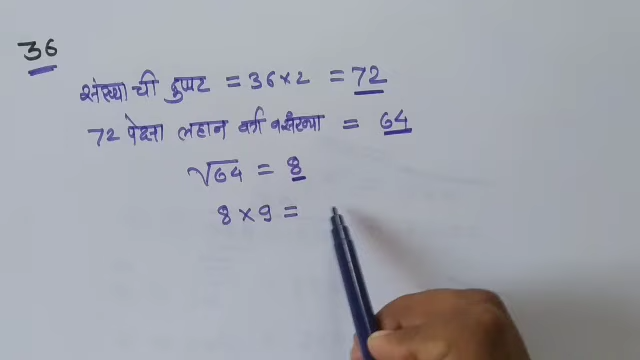 36
संख्या ची दुप्पट = 36 × 2 = 72
72 पेक्षा लहान वर्ग संख्या = 64
√64 = 8
8 × 9 =